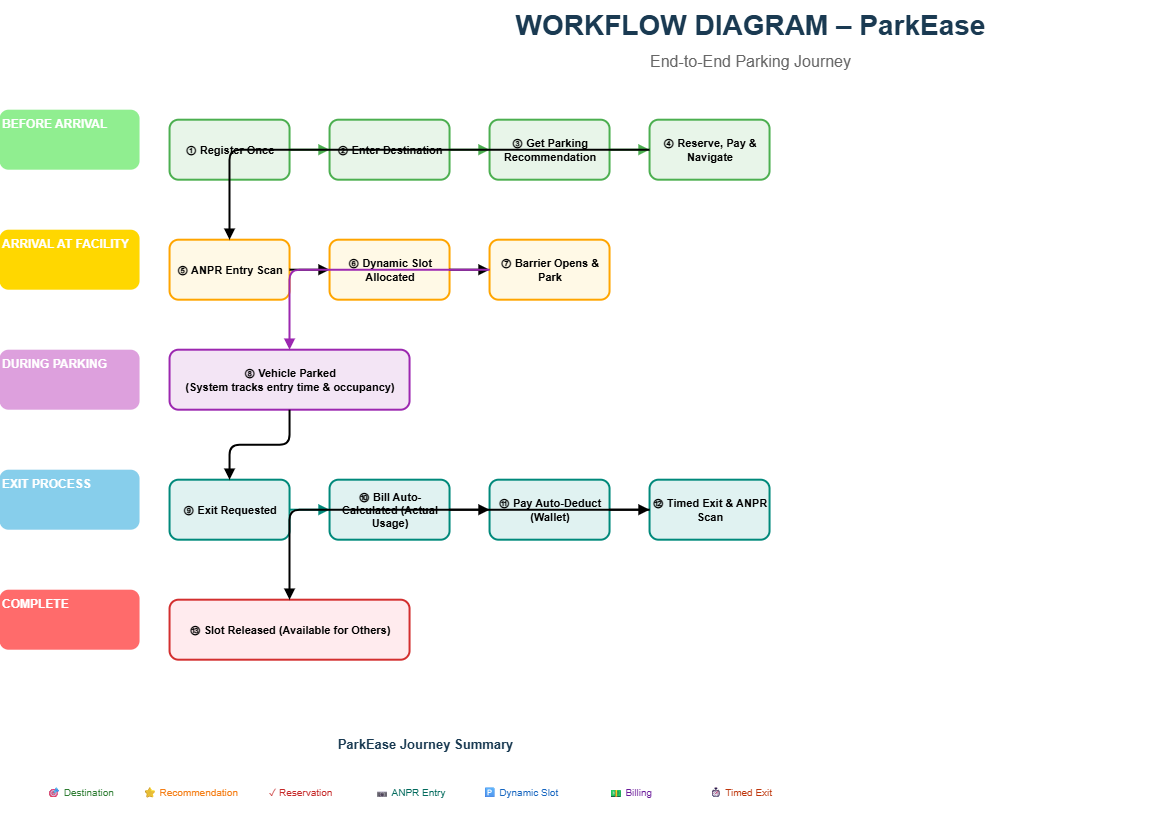 WORKFLOW DIAGRAM – ParkEase
End-to-End Parking Journey
BEFORE ARRIVAL
① Register Once
② Enter Destination
③ Get Parking
Recommendation
④ Reserve, Pay &
Navigate
ARRIVAL AT FACILITY
⑤ ANPR Entry Scan
⑥ Dynamic Slot
Allocated
⑦ Barrier Opens &
Park
DURING PARKING
⑧ Vehicle Parked
(System tracks entry time & occupancy)
EXIT PROCESS
⑨ Exit Requested
⑩ Bill Auto-
Calculated (Actual
Usage)
⑪ Pay Auto-Deduct
(Wallet)
⑫ Timed Exit & ANPR
Scan
COMPLETE
⑬ Slot Released (Available for Others)
ParkEase Journey Summary
🎯 Destination
⭐ Recommendation
✓ Reservation
📷 ANPR Entry
🅿️ Dynamic Slot
💵 Billing
⏱ Timed Exit